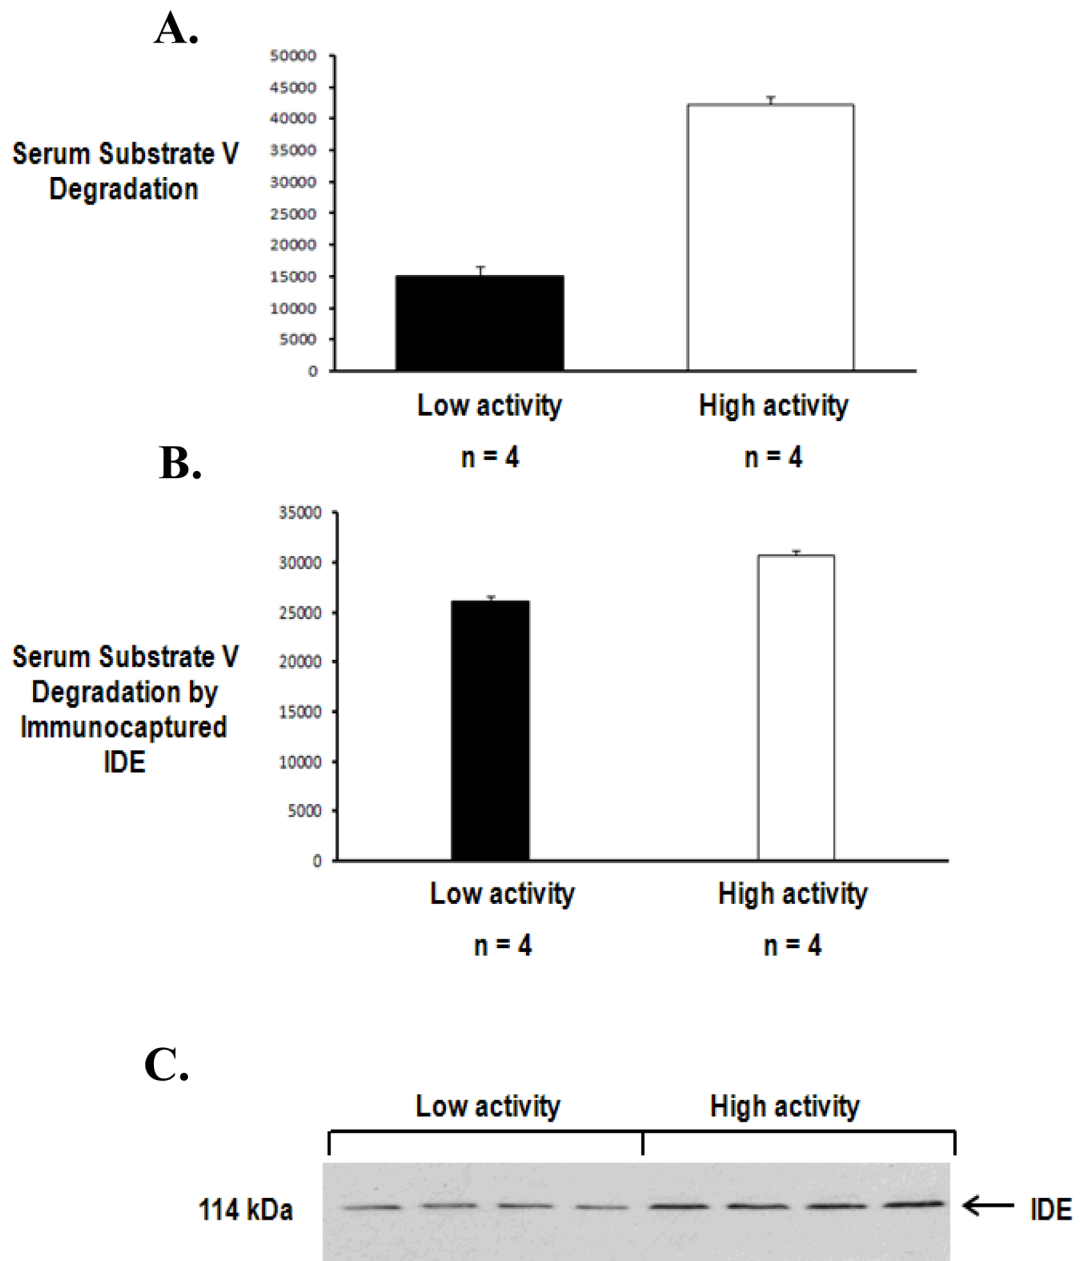 A.
Serum Substrate V
Degradation
50000
45000
40000
35000
30000
25000
20000
15000
10000
5000
0
Low activity
High activity
n = 4
n = 4
B.
Serum Substrate V
Degradation by
Immunocaptured
IDE
35000
30000
25000
20000
15000
10000
5000
0
Low activity
High activity
n = 4
n = 4
C.
Low activity
High activity
114 kDa
IDE